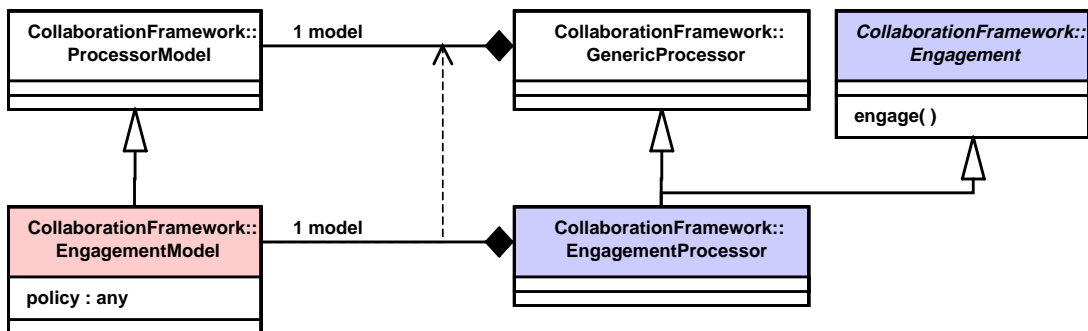 CollaborationFramework::
ProcessorModel
1 model
CollaborationFramework::
GenericProcessor
CollaborationFramework::
Engagement
engage( )
CollaborationFramework::
EngagementModel
policy : any
1 model
CollaborationFramework::
EngagementProcessor